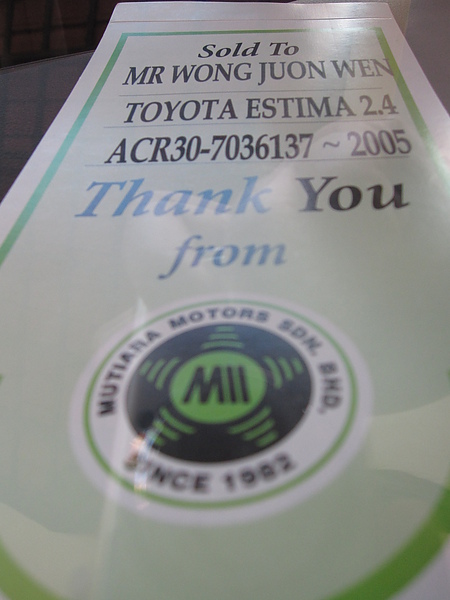 Sold To
MR WONG JUON WEN
TOYOTA ESTIMA 2.4
ACR30-7036137 ~ 2005
Thank You
from
MUTIARA MOTORS SDN. BHD.
MII
SINCE 1982